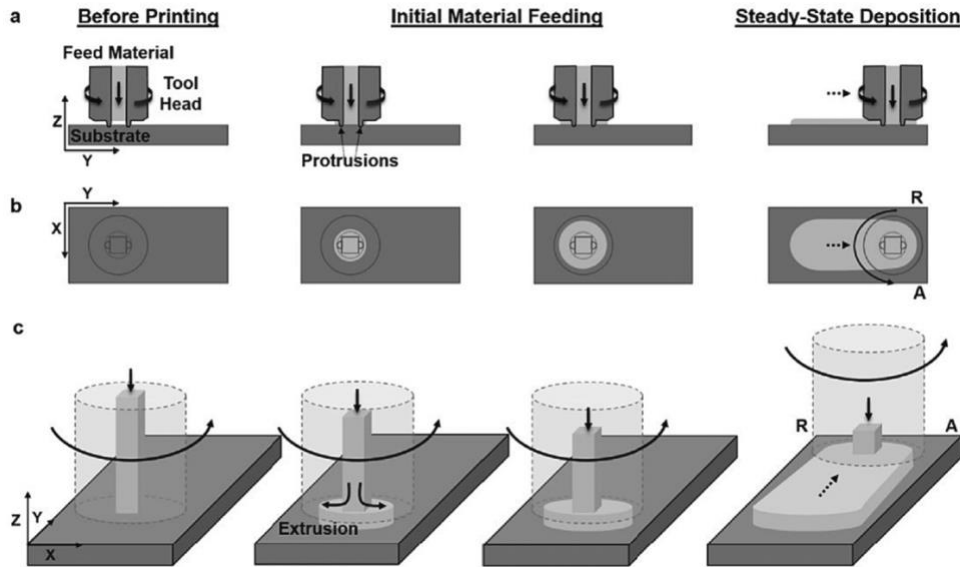 a
Before Printing
Initial Material Feeding
Steady-State Deposition
Feed Material
Tool
Head
Z
Substrate
Y
Protrusions
b
Y
X
R
A
c
R
A
Z
Y
X
Extrusion